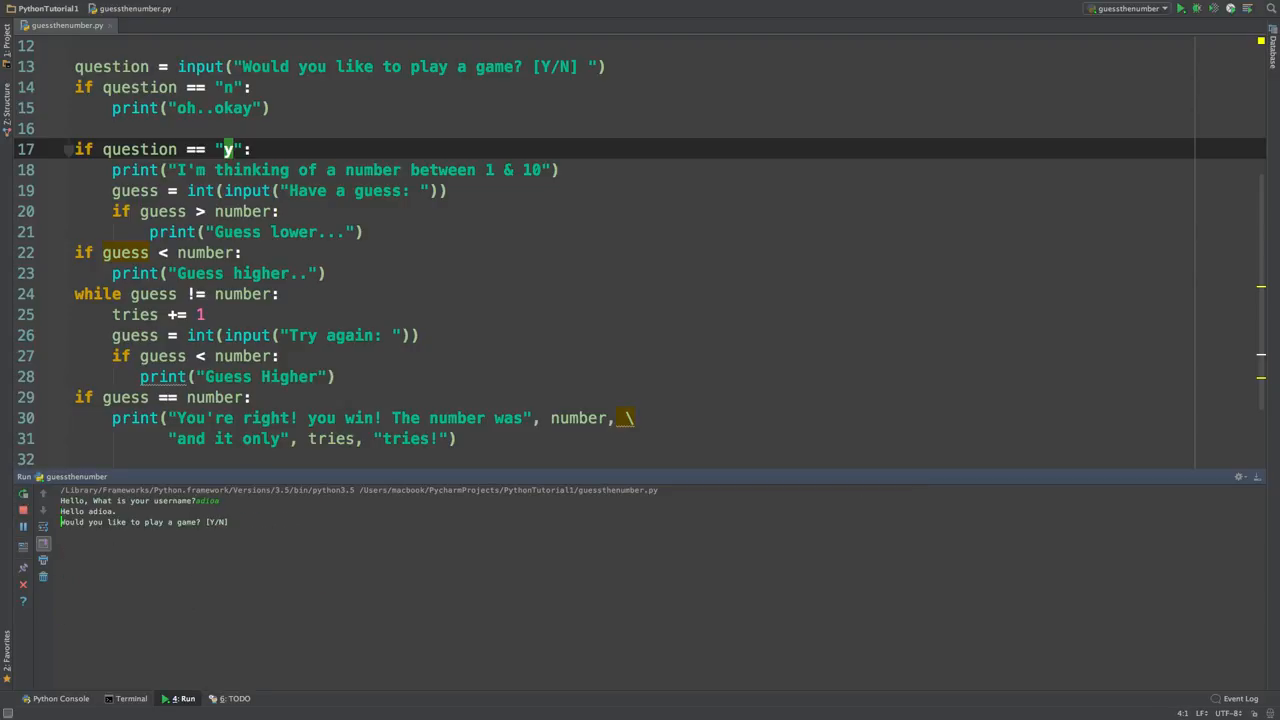 PythonTutorial1 guessthenumber.py guessthenumber
guessthenumber.py
1: Project
Z: Structure
2: Favorites
Database
12
13 question = input("Would you like to play a game? [Y/N] ")
14 if question == "n":
15 print("oh..okay")
16
17 if question == "y":
18 print("I'm thinking of a number between 1 & 10")
19 guess = int(input("Have a guess: "))
20 if guess > number:
21 print("Guess lower...")
22 if guess < number:
23 print("Guess higher..")
24 while guess != number:
25 tries += 1
26 guess = int(input("Try again: "))
27 if guess < number:
28 print("Guess Higher")
29 if guess == number:
30 print("You're right! you win! The number was", number, \
31 "and it only", tries, "tries!")
32
Run guessthenumber
/Library/Frameworks/Python.framework/Versions/3.5/bin/python3.5 /Users/macbook/PycharmProjects/PythonTutorial1/guessthenumber.py
Hello, What is your username?adioa
Hello adioa.
Would you like to play a game? [Y/N]
Python Console Terminal 4: Run 6: TODO Event Log
4:1 LF÷ UTF-8÷